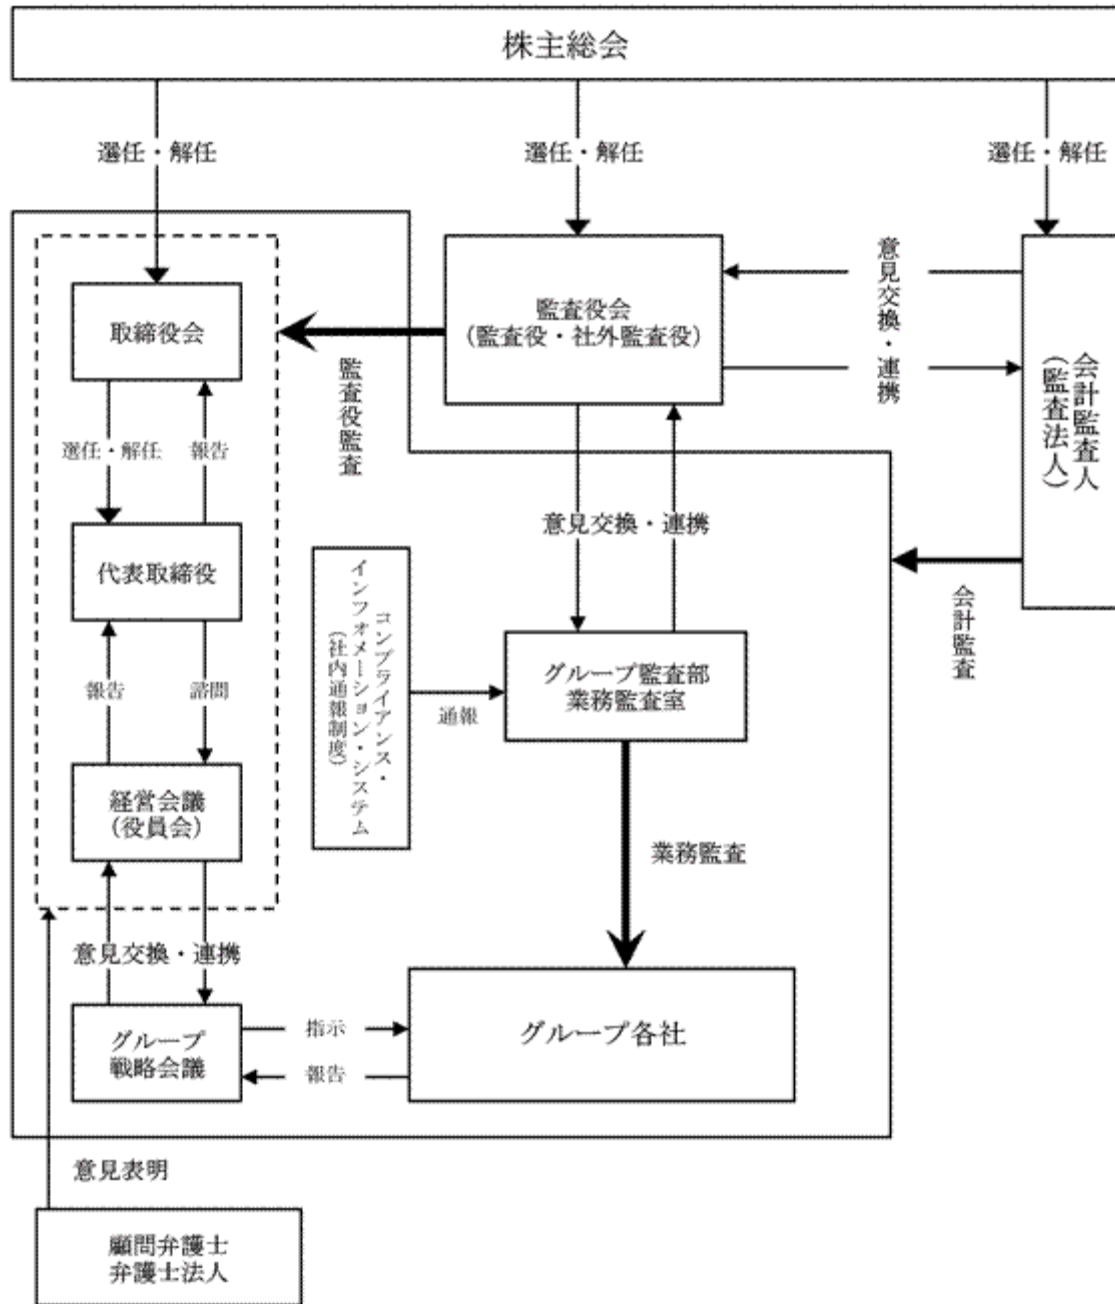 株主総会
選任・解任
選任・解任
選任・解任
取締役会
監査役会
(監査役・社外監査役)
意見交換・連携
会計監査人
(監査法人)
監査役監査
選任・解任
報告
代表取締役
意見交換・連携
会計監査
コンプライアンス・
インフォメーション・システム
(社内通報制度)
通報
グループ監査部
業務監査室
報告
諮問
経営会議
(役員会)
業務監査
意見交換・連携
グループ
戦略会議
指示
報告
グループ各社
意見表明
顧問弁護士
弁護士法人